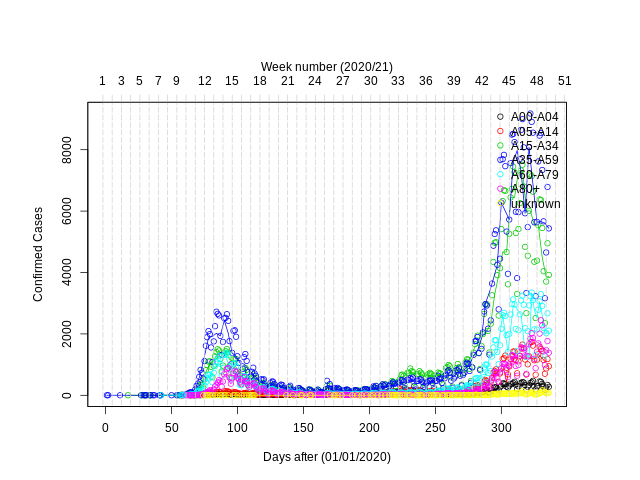 Week number (2020/21)
1 3 5 7 9 12 15 18 21 24 26 27 30 33 36 39 42 45 48 51
Confirmed Cases
8000
6000
4000
2000
0
A00-A04
A05-A14
A15-A34
A35-A59
A60-A79
A80+
unknown
0 50 100 150 200 250 300
Days after (01/01/2020)